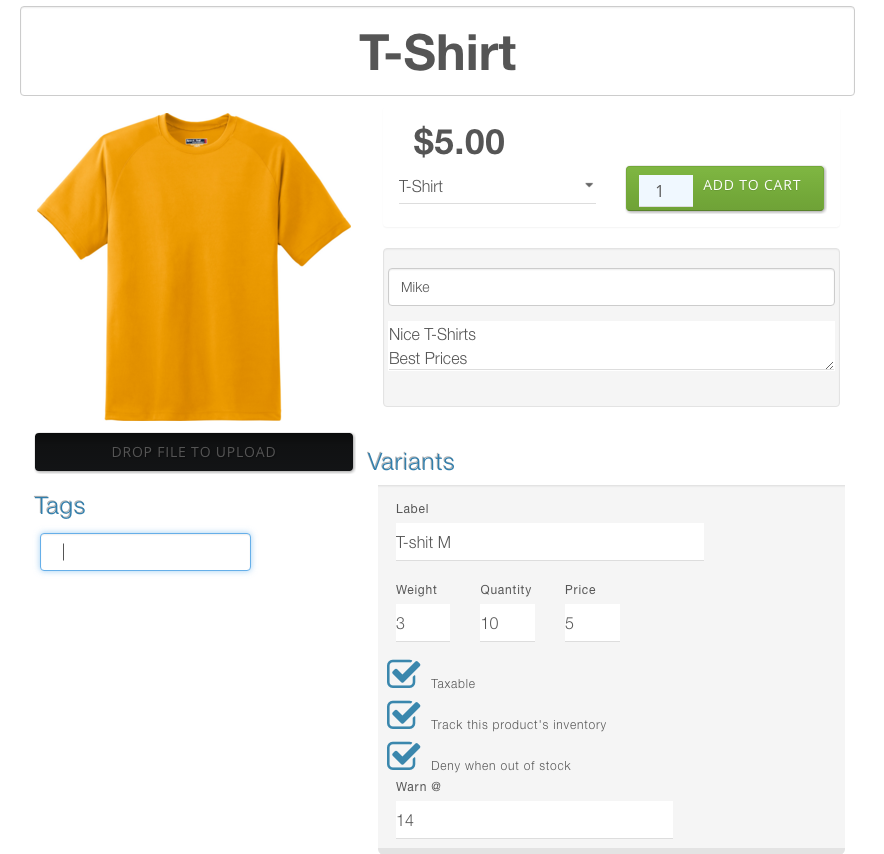 T-Shirt
$5.00
T-Shirt
1 ADD TO CART
Mike
Nice T-Shirts
Best Prices
DROP FILE TO UPLOAD
Tags
Variants
Label
T-shit M
Weight Quantity Price
3 10 5
Taxable
Track this product's inventory
Deny when out of stock
Warn @
14